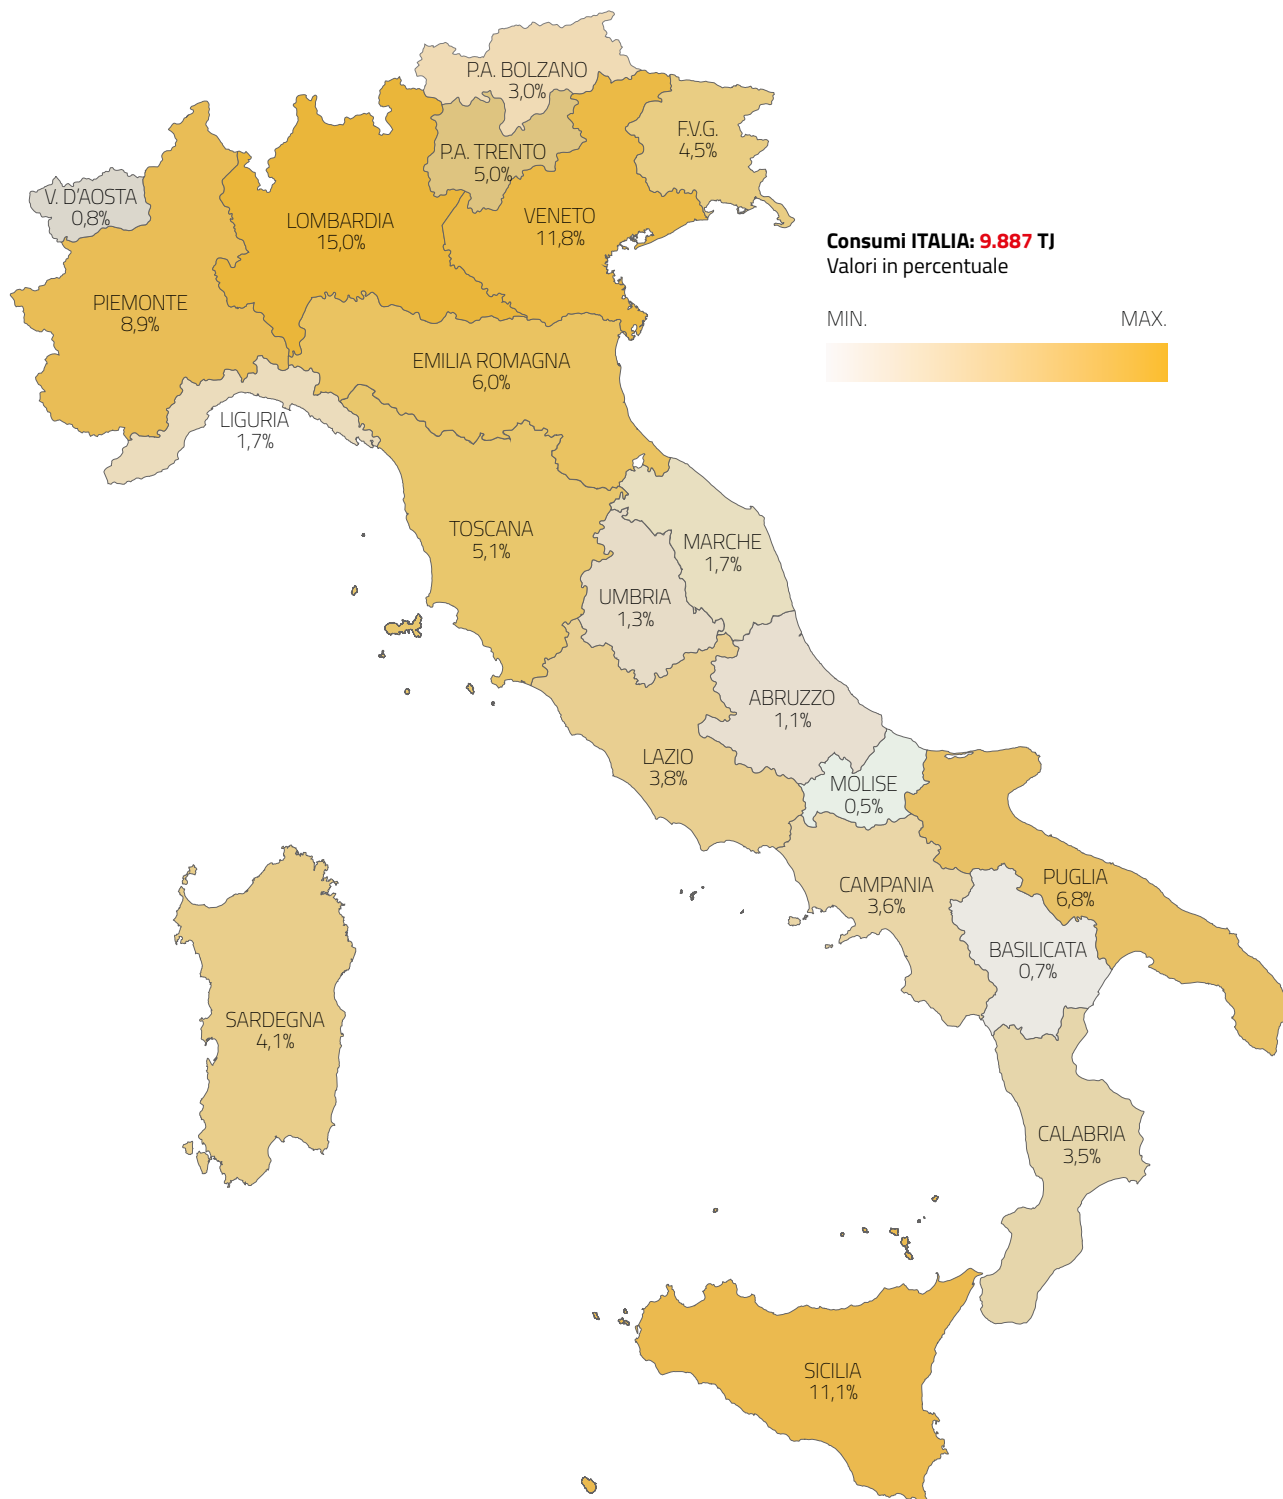 P.A. BOLZANO
3,0%
F.V.G.
4,5%
P.A. TRENTO
5,0%
V. D'AOSTA
0,8%
LOMBARDIA
15,0%
VENETO
11,8%
Consumi ITALIA: 9.887 TJ
Valori in percentuale
MIN. MAX.
PIEMONTE
8,9%
EMILIA ROMAGNA
6,0%
LIGURIA
1,7%
TOSCANA
5,1%
MARCHE
1,7%
UMBRIA
1,3%
ABRUZZO
1,1%
LAZIO
3,8%
MOLISE
0,5%
CAMPANIA
3,6%
PUGLIA
6,8%
BASILICATA
0,7%
SARDEGNA
4,1%
CALABRIA
3,5%
SICILIA
11,1%